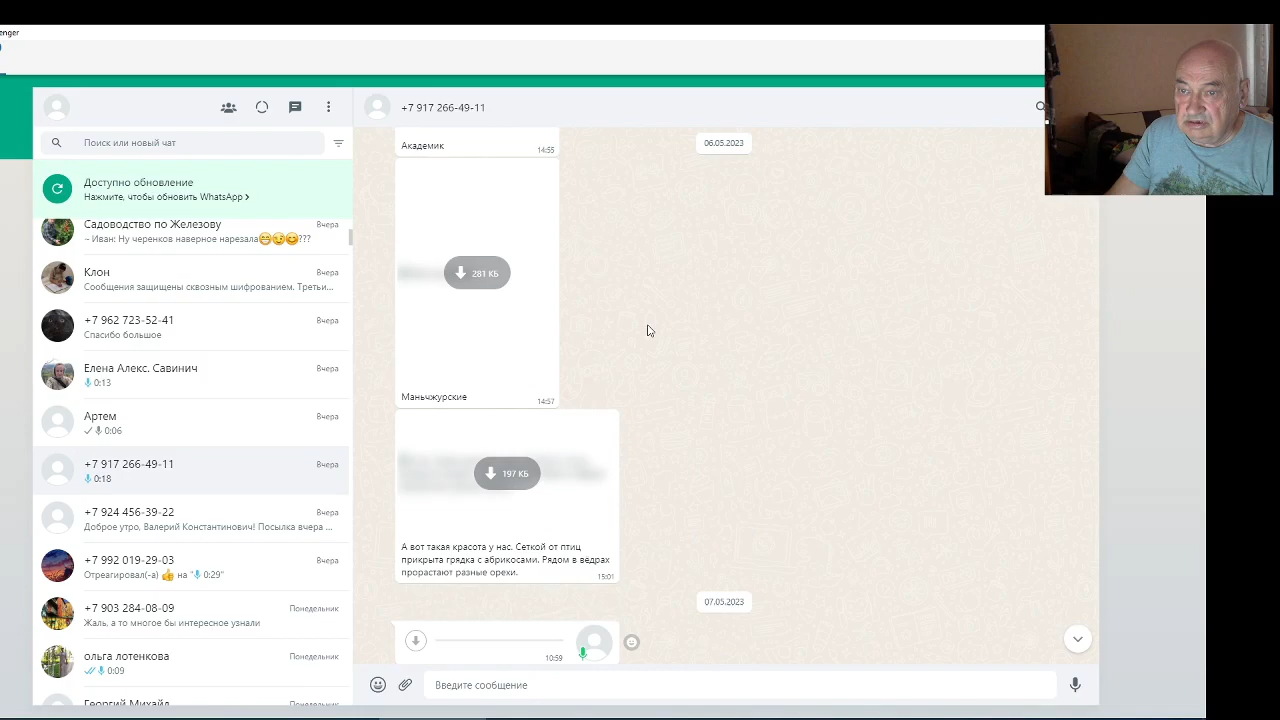 enger
+7 917 266-49-11
Поиск или новый чат
Доступно обновление
Нажмите, чтобы обновить WhatsApp
Садоводство по Железову
Вчера
~ Иван: Ну черенков наверное нарезала😁😉😊???
Клон
Вчера
Сообщения защищены сквозным шифрованием. Третьи...
+7 962 723-52-41
Вчера
Спасибо большое
Елена Алекс. Савинич
Вчера
0:13
Артем
Вчера
0:06
+7 917 266-49-11
Вчера
0:18
+7 924 456-39-22
Вчера
Доброе утро, Валерий Константинович! Посылка вчера ...
+7 992 019-29-03
Вчера
Отреагировал(-а) 👍 на "0:29"
+7 903 284-08-09
Понедельник
Жаль, а то многое бы интересное узнали
ольга лотенкова
Понедельник
0:09
Георгий Михайл
Понедельник
06.05.2023
Академик
14:55
281 КБ
Маньчжурские
14:57
197 КБ
А вот такая красота у нас. Сеткой от птиц
прикрыта грядка с абрикосами. Рядом в вёдрах
прорастают разные орехи.
15:01
07.05.2023
10:59
Введите сообщение